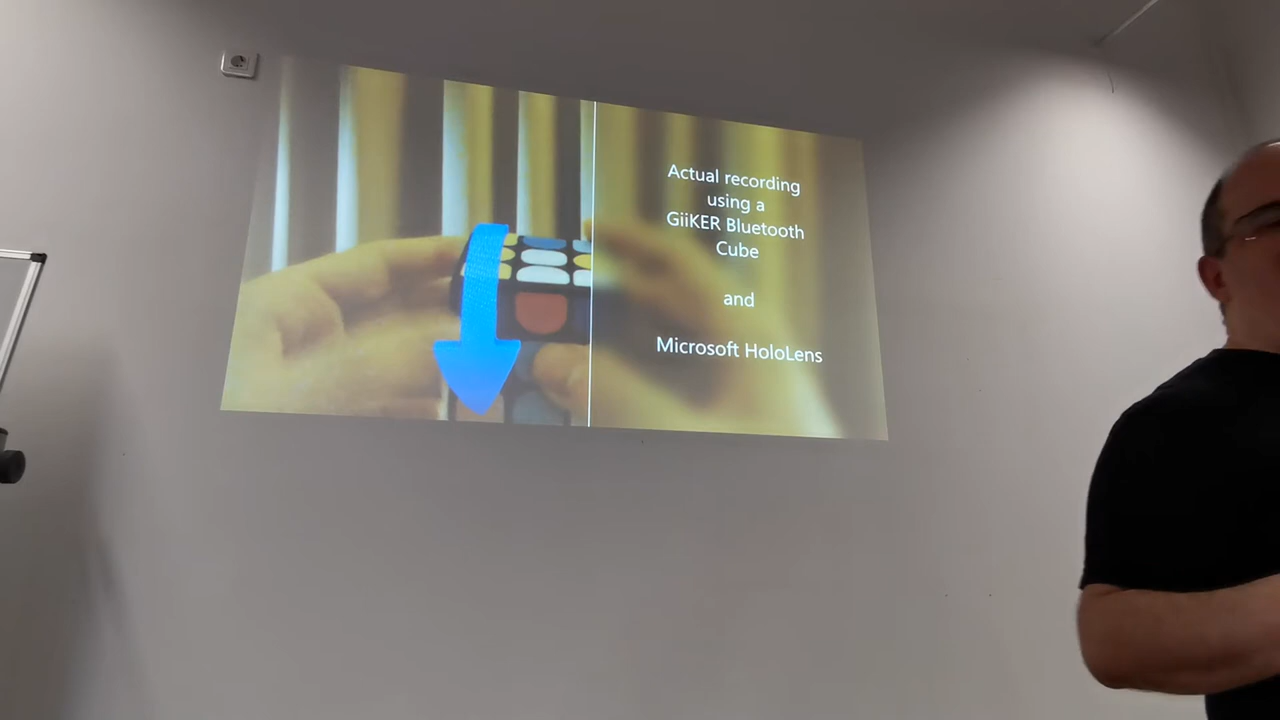 Actual recording
using a
GiiKER Bluetooth
Cube
and
Microsoft HoloLens